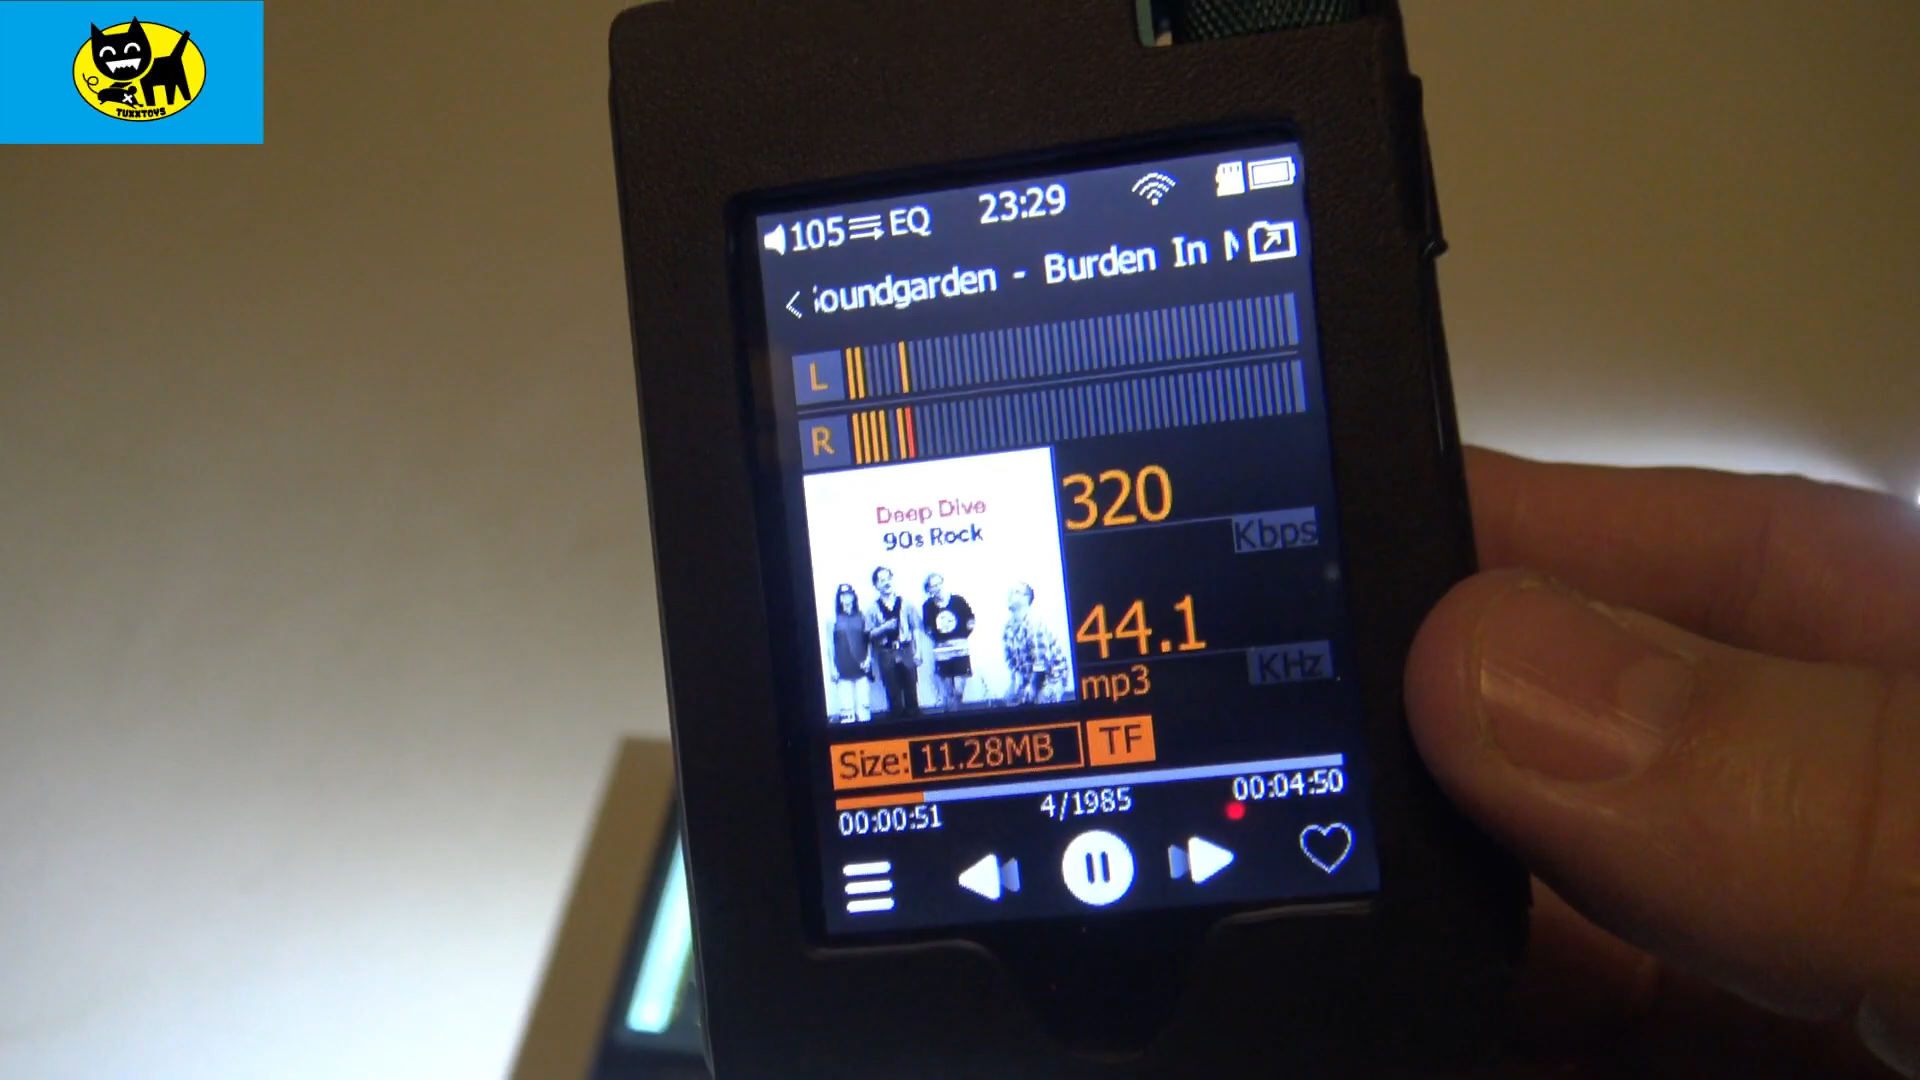 TUXXTOYS
105 EQ 23:29
oundgarden - Burden In
L
R
Deep Dive
90s Rock
320
Kbps
44.1
KHz
mp3
Size: 11.28MB TF
00:00:51 4/1985 00:04:50